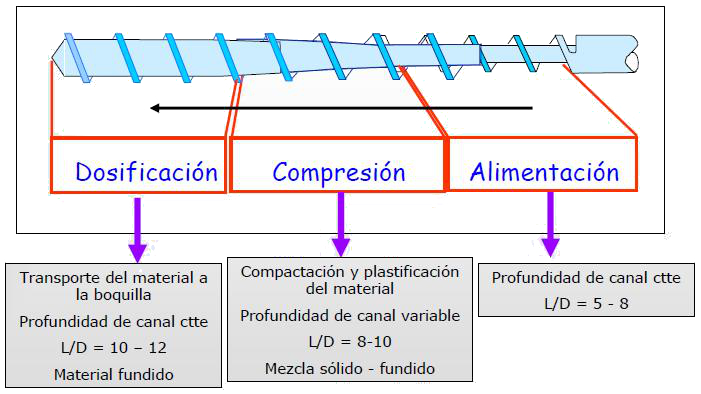 Dosificación
Compresión
Alimentación
Transporte del material a
la boquilla
Profundidad de canal ctte
L/D = 10 – 12
Material fundido
Compactación y plastificación
del material
Profundidad de canal variable
L/D = 8-10
Mezcla sólido - fundido
Profundidad de canal ctte
L/D = 5 - 8